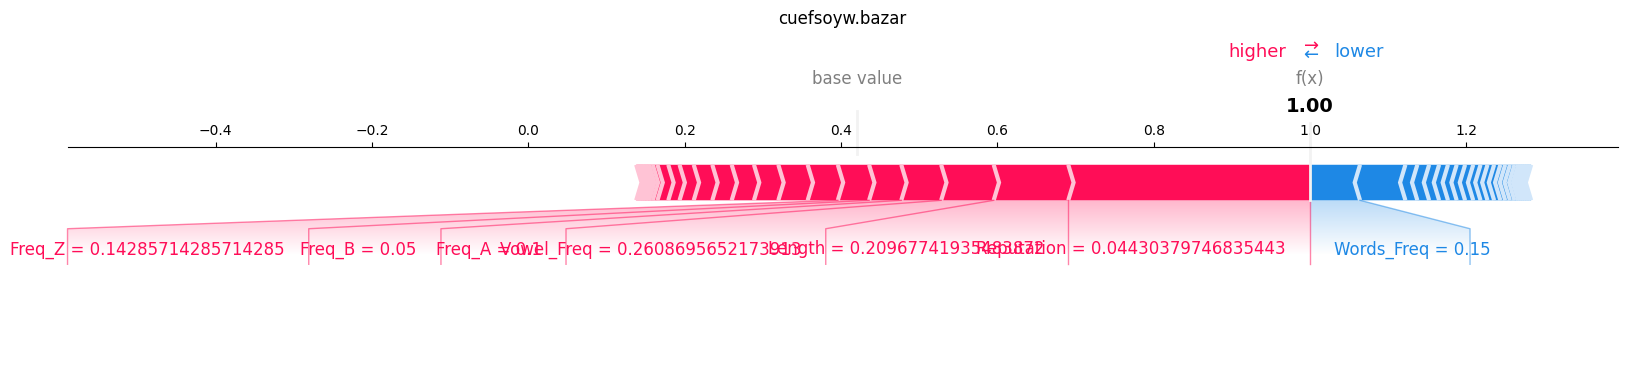 cuefsoyw.bazar
higher ⇄ lower
base value f(x)
1.00
−0.4 −0.2 0.0 0.2 0.4 0.6 0.8 1.0 1.2
Freq_Z = 0.14285714285714285 Freq_B = 0.05 Freq_A = 0.1 Vowel_Freq = 0.2608695652173913 Length = 0.20967741935483872 Reputation = 0.04430379746835443 Words_Freq = 0.15